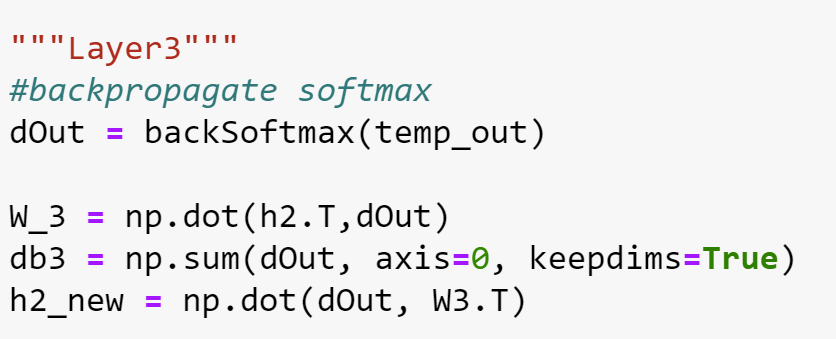 """Layer3"""
#backpropagate softmax
dOut = backSoftmax(temp_out)
W_3 = np.dot(h2.T,dOut)
db3 = np.sum(dOut, axis=0, keepdims=True)
h2_new = np.dot(dOut, W3.T)